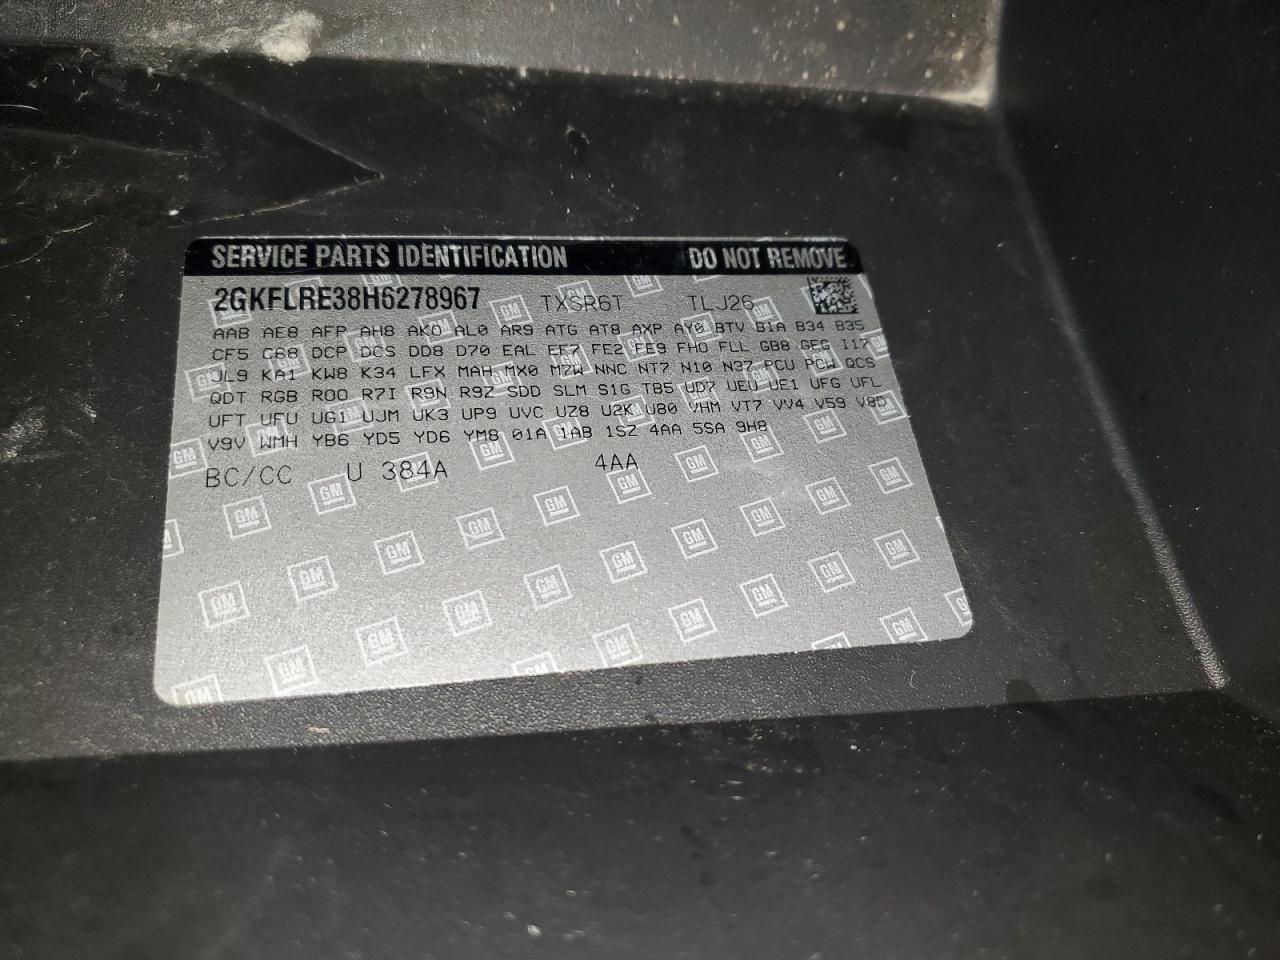 SERVICE PARTS IDENTIFICATION DO NOT REMOVE
2GKFLRE38H6278967 TXSR6T TLJ26
AAB AE8 AFP AH8 AKO AL0 AR9 ATG AT8 AXP AY0 BTV B1A B34 B35
CF5 C68 DCP DCS DD8 D70 EAL EF7 FE2 FE9 FHO FLL GB8 GEG I17
JL9 KA1 KW8 K34 LFX MAH MX0 M7W NNC NT7 N10 N37 PCU PCW QCS
QDT RGB ROO R7I R9N R9Z SDD SLM S1G TB5 UD7 UEU UE1 UFG UFL
UFT UFU UG1 UJM UK3 UP9 UVC UZ8 U2K U80 VHM VT7 VV4 V59 V8D
V9V WMH YB6 YD5 YD6 YM8 01A 1AB 1SZ 4AA 5SA 9H8
BC/CC U 384A 4AA